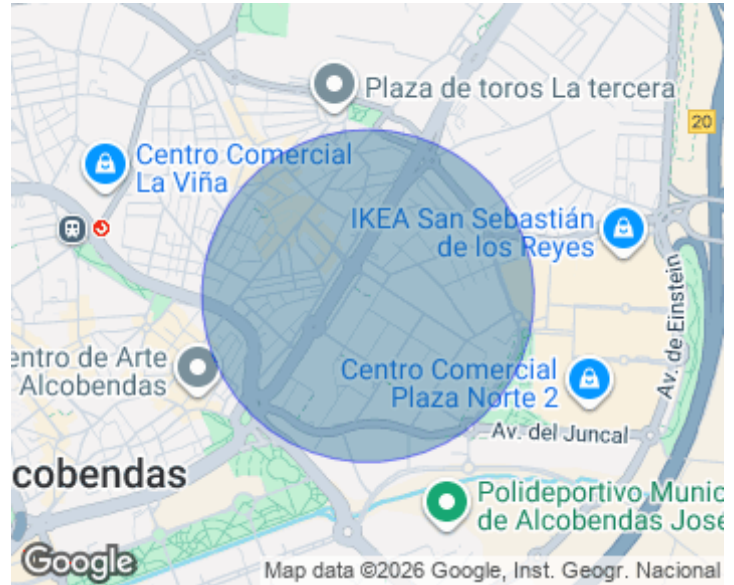 Plaza de toros La tercera
20
Centro Comercial
La Viña
IKEA San Sebastián
de los Reyes
Av. de Einstein
entro de Arte
Alcobendas
Centro Comercial
Plaza Norte 2
Av. del Juncal
cobendas
Polideportivo Munic
de Alcobendas José
Google
Map data ©2026 Google, Inst. Geogr. Nacional